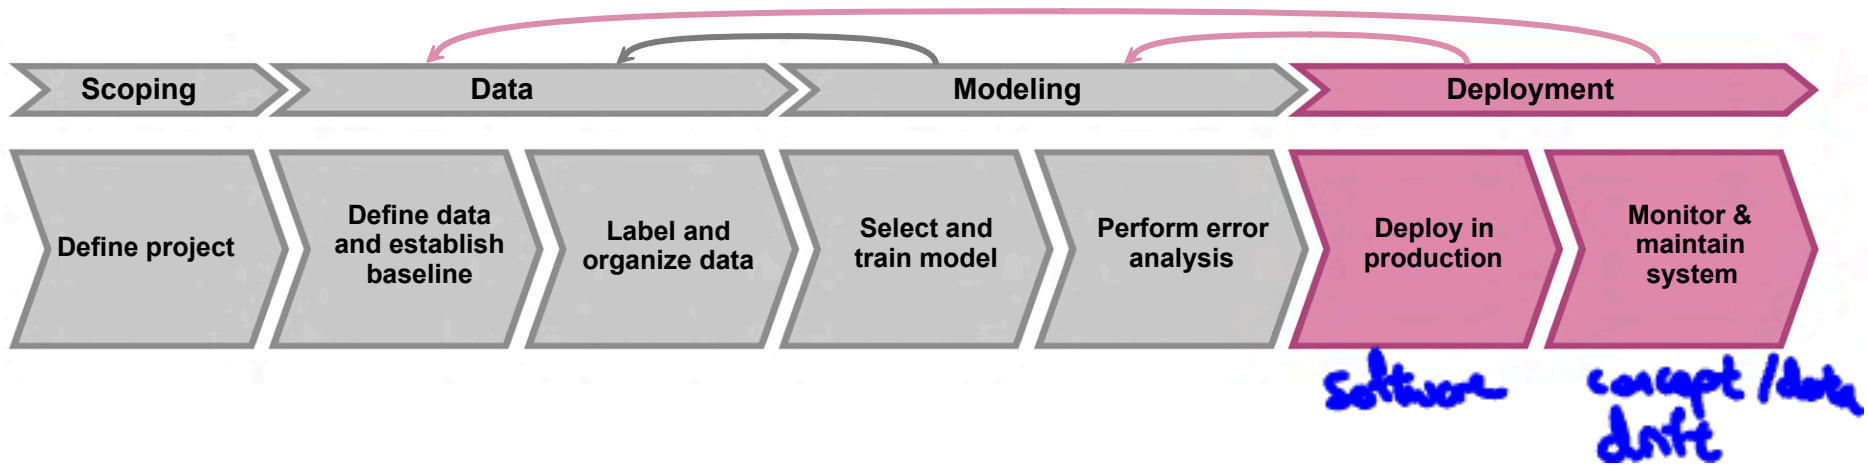 Scoping
Data
Modeling
Deployment
Define project
Define data
and establish
baseline
Label and
organize data
Select and
train model
Perform error
analysis
Deploy in
production
Monitor &
maintain
system
software
concept/data
drift